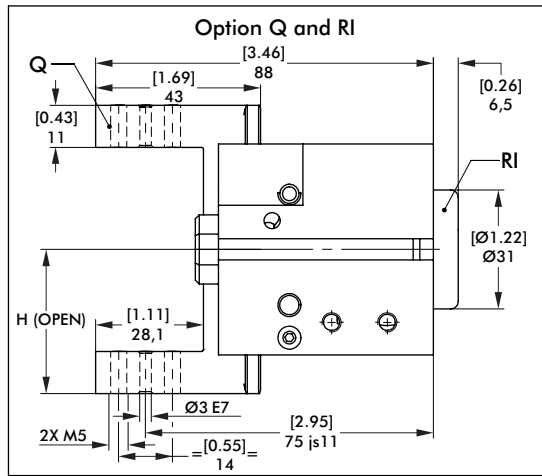 Option Q and RI
[3.46]
88
[0.26]
6,5
[1.69]
43
Q
[0.43]
11
RI
[Ø1.22]
Ø31
H (OPEN)
[1.11]
28,1
Ø3 E7
2X M5
[2.95]
75 js11
=[0.55]=
14